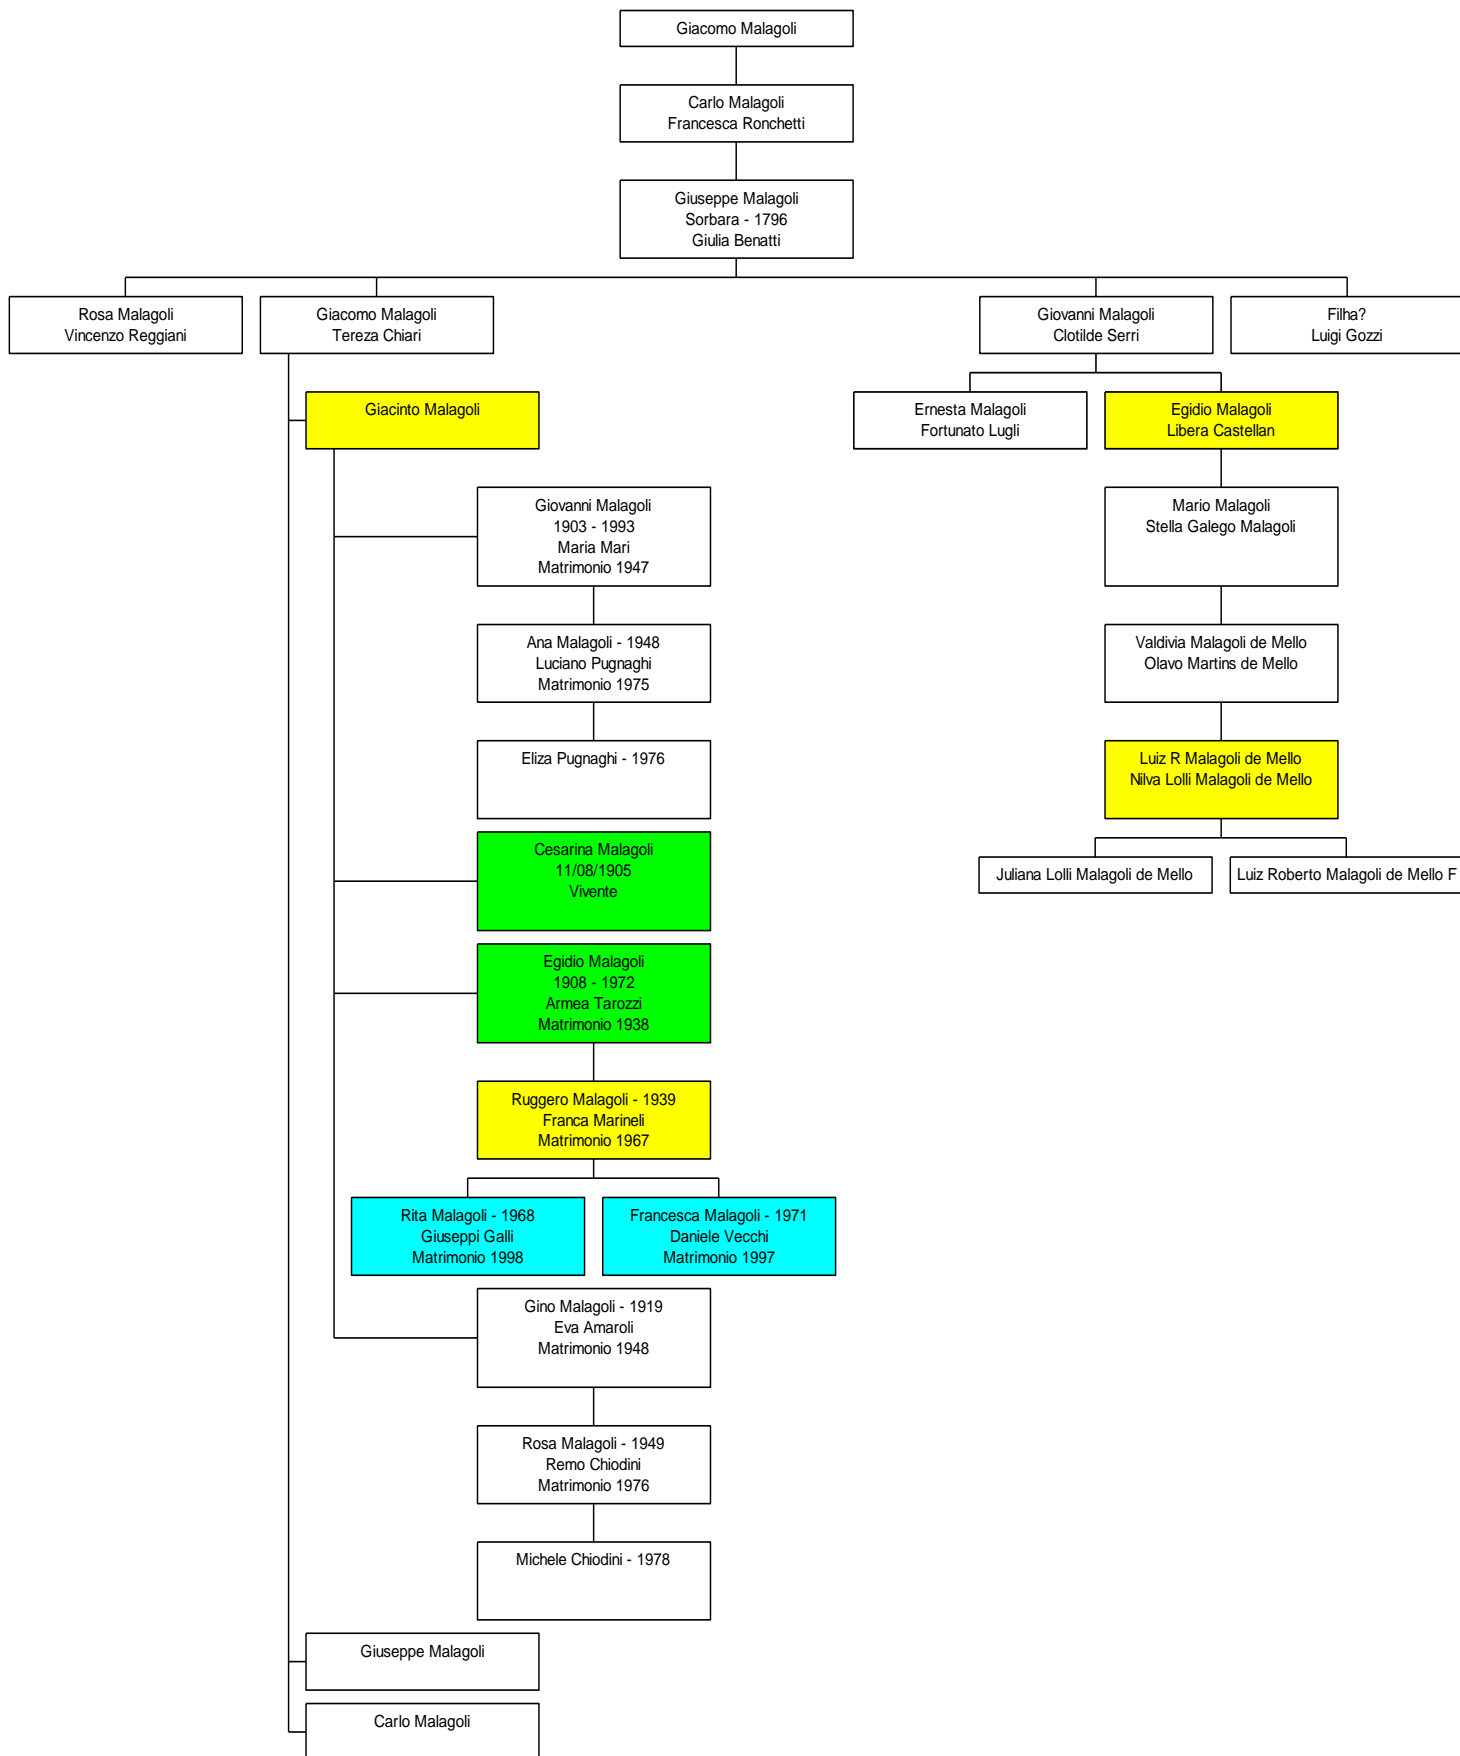 Giacomo Malagoli
Carlo Malagoli
Francesca Ronchetti
Giuseppe Malagoli
Sorbara - 1796
Giulia Benatti
Rosa Malagoli
Vincenzo Reggiani
Giacomo Malagoli
Tereza Chiari
Giovanni Malagoli
Clotilde Serri
Filha?
Luigi Gozzi
Giacinto Malagoli
Ernesta Malagoli
Fortunato Lugli
Egidio Malagoli
Libera Castellan
Giovanni Malagoli
1903 - 1993
Maria Mari
Matrimonio 1947
Mario Malagoli
Stella Galego Malagoli
Ana Malagoli - 1948
Luciano Pugnaghi
Matrimonio 1975
Valdivia Malagoli de Mello
Olavo Martins de Mello
Eliza Pugnaghi - 1976
Luiz R Malagoli de Mello
Nilva Lolli Malagoli de Mello
Cesarina Malagoli
11/08/1905
Vivente
Juliana Lolli Malagoli de Mello
Luiz Roberto Malagoli de Mello F
Egidio Malagoli
1908 - 1972
Armea Tarozzi
Matrimonio 1938
Ruggero Malagoli - 1939
Franca Marineli
Matrimonio 1967
Rita Malagoli - 1968
Giuseppi Galli
Matrimonio 1998
Francesca Malagoli - 1971
Daniele Vecchi
Matrimonio 1997
Gino Malagoli - 1919
Eva Amaroli
Matrimonio 1948
Rosa Malagoli - 1949
Remo Chiodini
Matrimonio 1976
Michele Chiodini - 1978
Giuseppe Malagoli
Carlo Malagoli